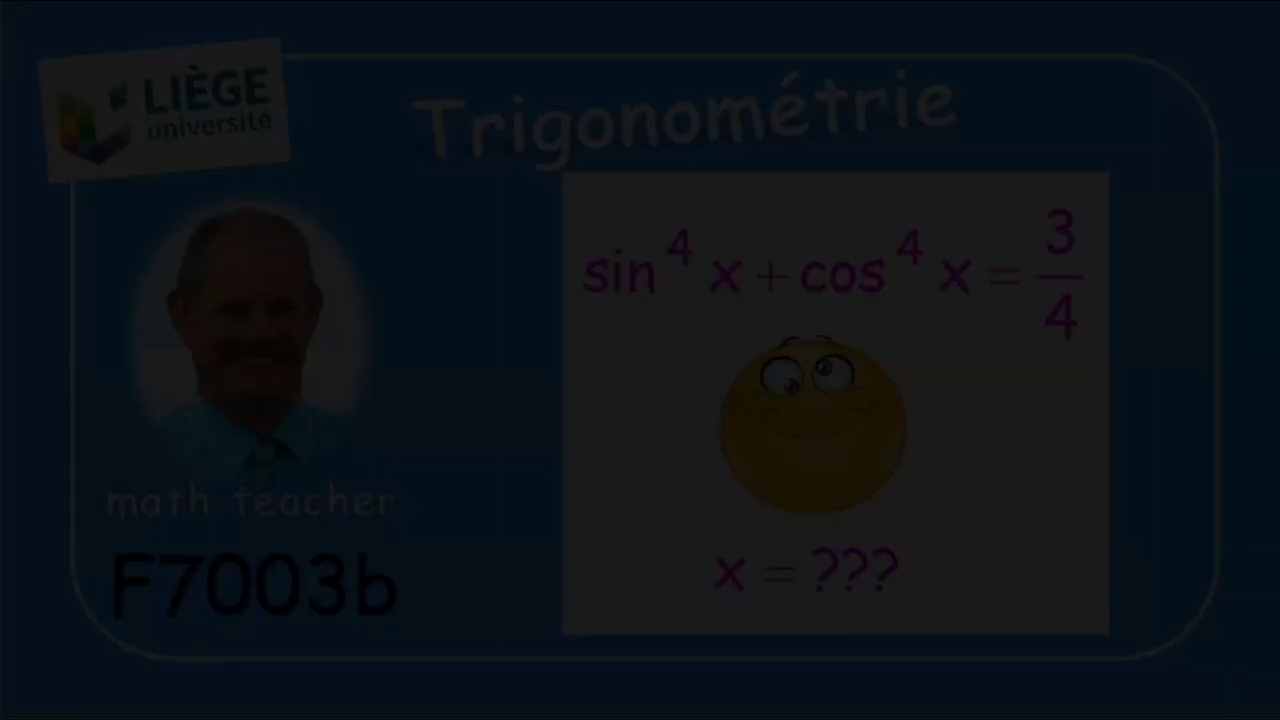 LIÈGE
université
Trigonométrie
sin⁴ x + cos⁴ x = 3/4
math teacher
F7003b
x = ???